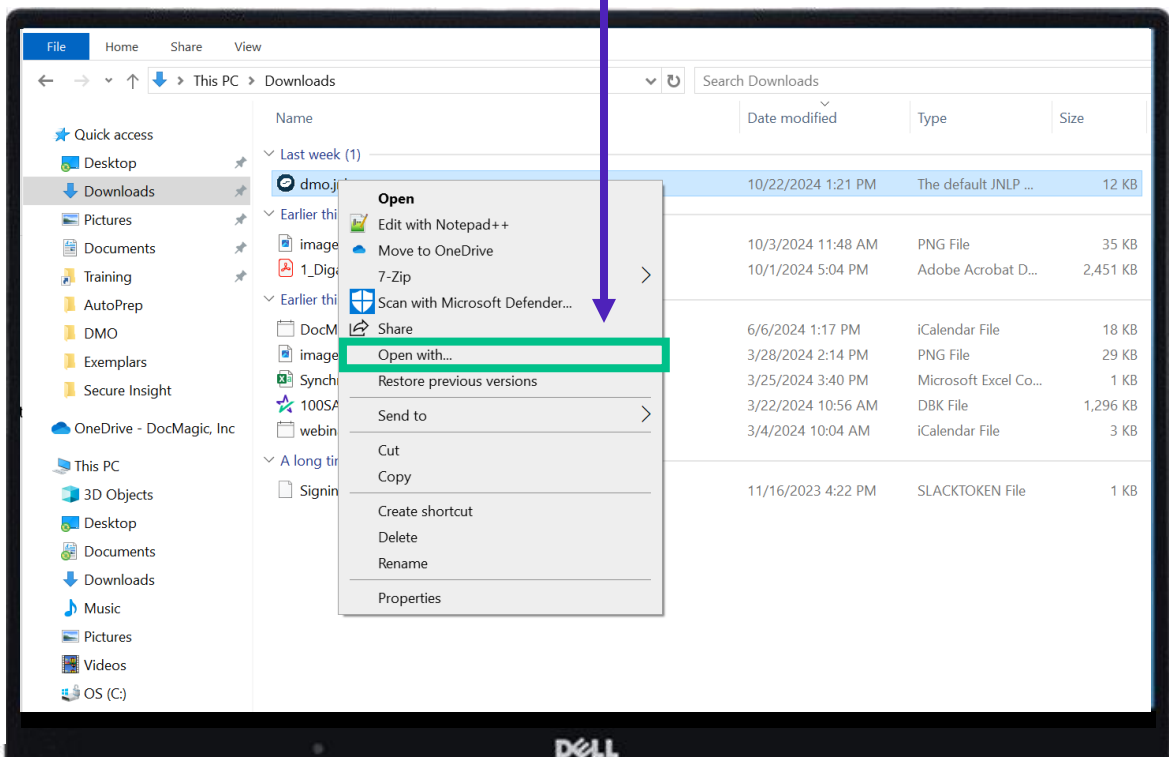 File Home Share View
This PC > Downloads
Search Downloads
Name Date modified Type Size
Quick access
Desktop
Downloads
Pictures
Documents
Training
AutoPrep
DMO
Exemplars
Secure Insight
OneDrive - DocMagic, Inc
This PC
3D Objects
Desktop
Documents
Downloads
Music
Pictures
Videos
OS (C:)
Last week (1)
dmo.j 10/22/2024 1:21 PM The default JNLP ... 12 KB
Earlier thi
image 10/3/2024 11:48 AM PNG File 35 KB
1_Diga 10/1/2024 5:04 PM Adobe Acrobat D... 2,451 KB
Earlier thi
DocM 6/6/2024 1:17 PM iCalendar File 18 KB
image 3/28/2024 2:14 PM PNG File 29 KB
Synchr 3/25/2024 3:40 PM Microsoft Excel Co... 1 KB
100SA 3/22/2024 10:56 AM DBK File 1,296 KB
webin 3/4/2024 10:04 AM iCalendar File 3 KB
A long tin
Signin 11/16/2023 4:22 PM SLACKTOKEN File 1 KB
Open
Edit with Notepad++
Move to OneDrive
7-Zip
Scan with Microsoft Defender...
Share
Open with...
Restore previous versions
Send to
Cut
Copy
Create shortcut
Delete
Rename
Properties
DELL